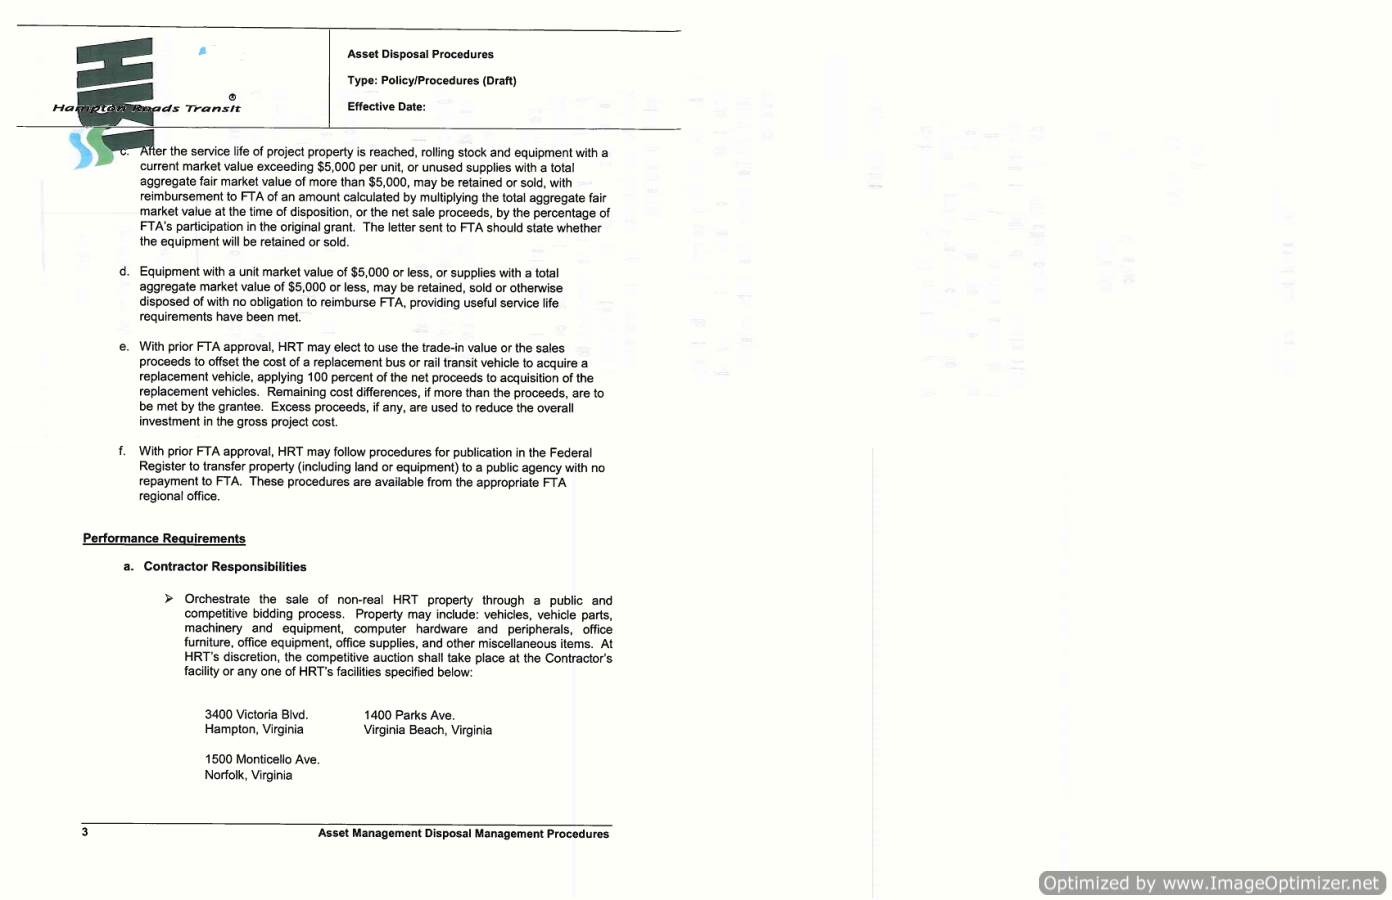 HRT
®
Hampton Roads Transit
Asset Disposal Procedures
Type: Policy/Procedures (Draft)
Effective Date:
c. After the service life of project property is reached, rolling stock and equipment with a
current market value exceeding $5,000 per unit, or unused supplies with a total
aggregate fair market value of more than $5,000, may be retained or sold, with
reimbursement to FTA of an amount calculated by multiplying the total aggregate fair
market value at the time of disposition, or the net sale proceeds, by the percentage of
FTA's participation in the original grant. The letter sent to FTA should state whether
the equipment will be retained or sold.
d. Equipment with a unit market value of $5,000 or less, or supplies with a total
aggregate market value of $5,000 or less, may be retained, sold or otherwise
disposed of with no obligation to reimburse FTA, providing useful service life
requirements have been met.
e. With prior FTA approval, HRT may elect to use the trade-in value or the sales
proceeds to offset the cost of a replacement bus or rail transit vehicle to acquire a
replacement vehicle, applying 100 percent of the net proceeds to acquisition of the
replacement vehicles. Remaining cost differences, if more than the proceeds, are to
be met by the grantee. Excess proceeds, if any, are used to reduce the overall
investment in the gross project cost.
f. With prior FTA approval, HRT may follow procedures for publication in the Federal
Register to transfer property (including land or equipment) to a public agency with no
repayment to FTA. These procedures are available from the appropriate FTA
regional office.
Performance Requirements
a. Contractor Responsibilities
➢ Orchestrate the sale of non-real HRT property through a public and
competitive bidding process. Property may include: vehicles, vehicle parts,
machinery and equipment, computer hardware and peripherals, office
furniture, office equipment, office supplies, and other miscellaneous items. At
HRT's discretion, the competitive auction shall take place at the Contractor's
facility or any one of HRT's facilities specified below:
3400 Victoria Blvd. 1400 Parks Ave.
Hampton, Virginia Virginia Beach, Virginia
1500 Monticello Ave.
Norfolk, Virginia
3 Asset Management Disposal Management Procedures
Optimized by www.ImageOptimizer.net